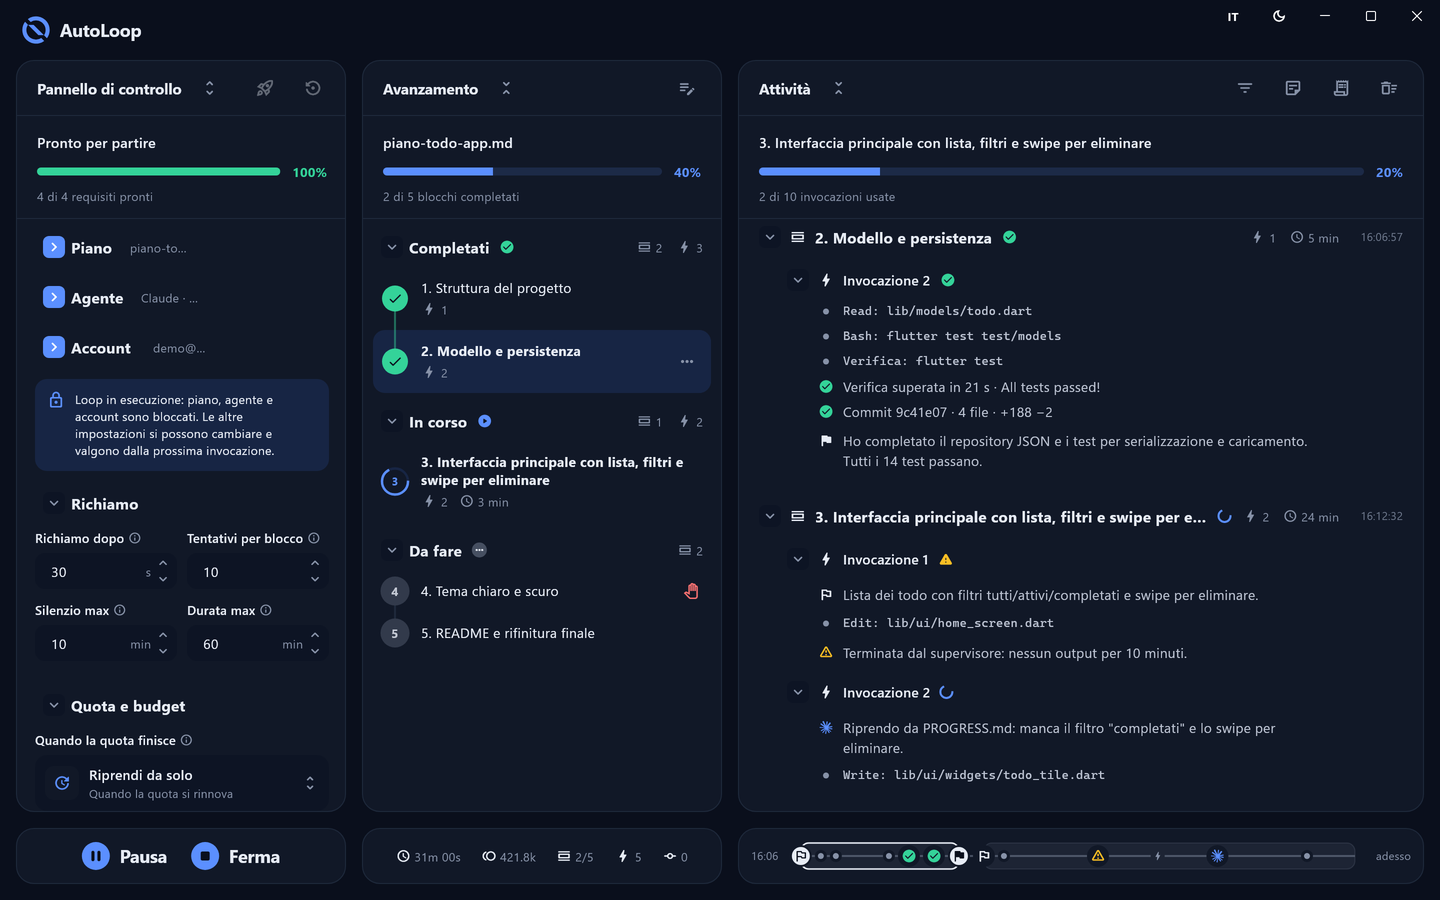 AutoLoop
IT
Pannello di controllo
Pronto per partire
100%
4 di 4 requisiti pronti
Piano piano-to...
Agente Claude · ...
Account demo@...
Loop in esecuzione: piano, agente e
account sono bloccati. Le altre
impostazioni si possono cambiare e
valgono dalla prossima invocazione.
Richiamo
Richiamo dopo Tentativi per blocco
30 s 10
Silenzio max Durata max
10 min 60 min
Quota e budget
Quando la quota finisce
Riprendi da solo
Quando la quota si rinnova
Pausa Ferma
Avanzamento
piano-todo-app.md
40%
2 di 5 blocchi completati
Completati 2 3
1. Struttura del progetto
1
2. Modello e persistenza
2
In corso 1 2
3
3. Interfaccia principale con lista, filtri e
swipe per eliminare
2 3 min
Da fare 2
4 4. Tema chiaro e scuro
5 5. README e rifinitura finale
31m 00s 421.8k 2/5 5 0
Attività
3. Interfaccia principale con lista, filtri e swipe per eliminare
20%
2 di 10 invocazioni usate
2. Modello e persistenza 1 5 min 16:06:57
Invocazione 2
Read: lib/models/todo.dart
Bash: flutter test test/models
Verifica: flutter test
Verifica superata in 21 s · All tests passed!
Commit 9c41e07 · 4 file · +188 −2
Ho completato il repository JSON e i test per serializzazione e caricamento.
Tutti i 14 test passano.
3. Interfaccia principale con lista, filtri e swipe per e... 2 24 min 16:12:32
Invocazione 1
Lista dei todo con filtri tutti/attivi/completati e swipe per eliminare.
Edit: lib/ui/home_screen.dart
Terminata dal supervisore: nessun output per 10 minuti.
Invocazione 2
Riprendo da PROGRESS.md: manca il filtro "completati" e lo swipe per
eliminare.
Write: lib/ui/widgets/todo_tile.dart
16:06 adesso